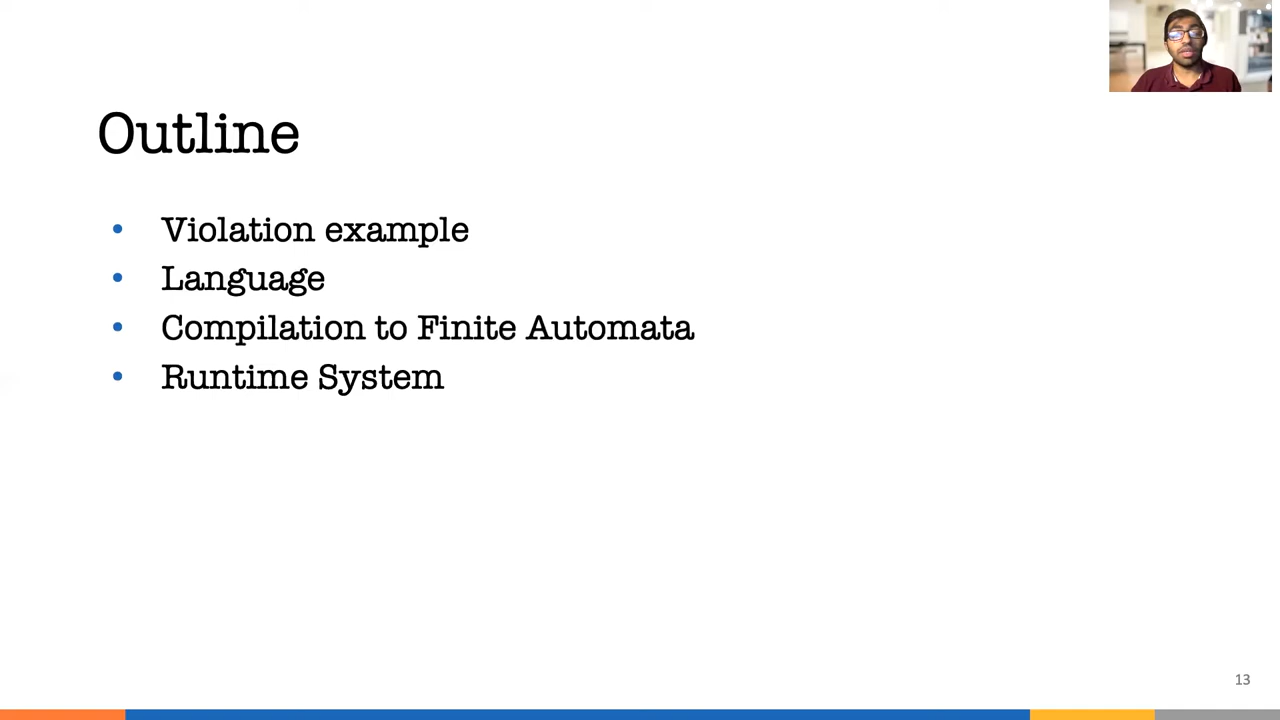 Outline
• Violation example
• Language
• Compilation to Finite Automata
• Runtime System
13